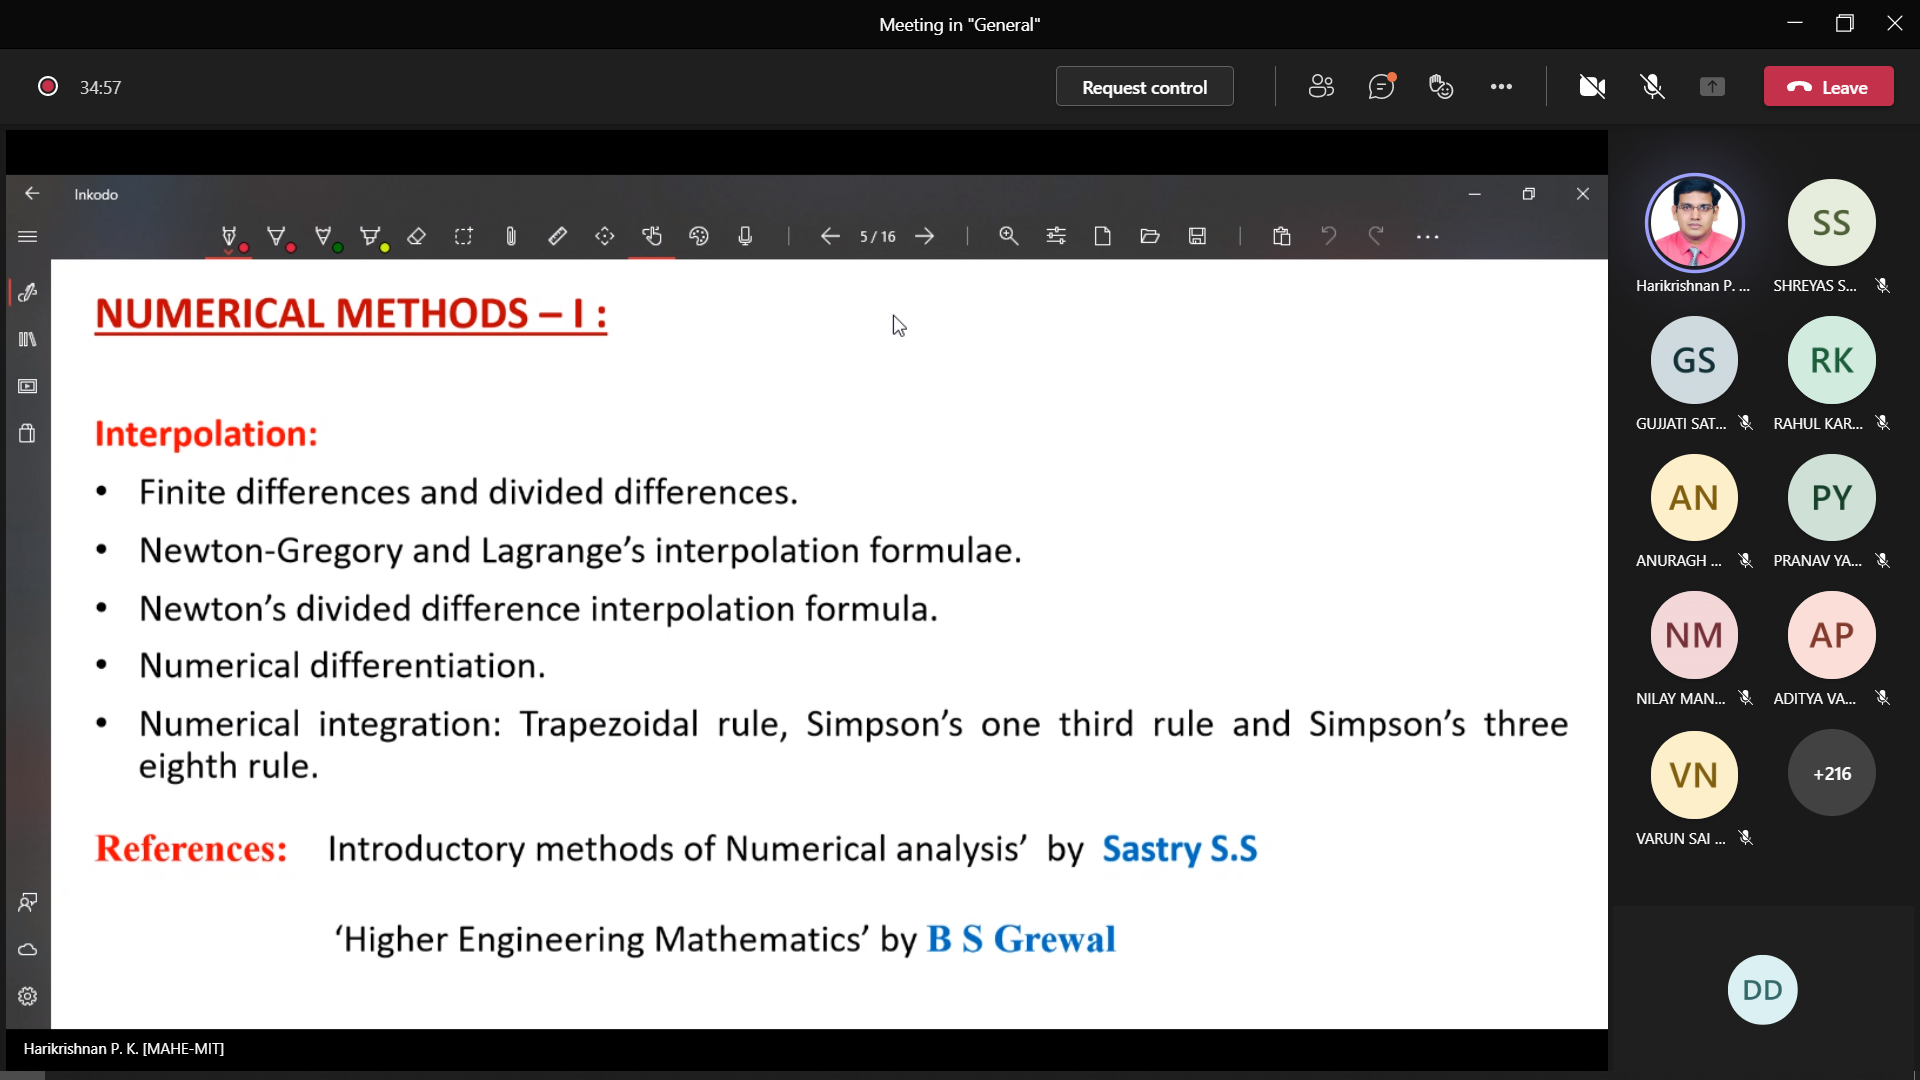 Meeting in "General"
34:57
Request control
Leave
Inkodo
5 / 16
NUMERICAL METHODS – I :
Interpolation:
• Finite differences and divided differences.
• Newton-Gregory and Lagrange’s interpolation formulae.
• Newton’s divided difference interpolation formula.
• Numerical differentiation.
• Numerical integration: Trapezoidal rule, Simpson’s one third rule and Simpson’s three
eighth rule.
References: Introductory methods of Numerical analysis’ by Sastry S.S
‘Higher Engineering Mathematics’ by B S Grewal
Harikrishnan P. K. [MAHE-MIT]
SS
Harikrishnan P. ... SHREYAS S...
GS RK
GUJJATI SAT... RAHUL KAR...
AN PY
ANURAGH ... PRANAV YA...
NM AP
NILAY MAN... ADITYA VA...
VN +216
VARUN SAI ...
DD